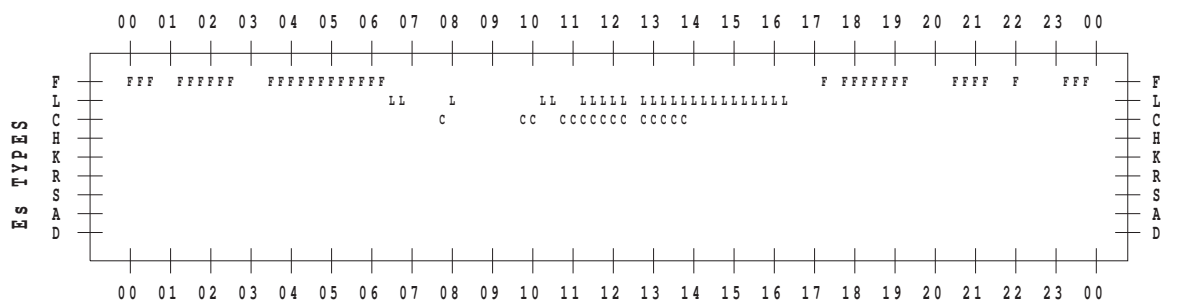 00 01 02 03 04 05 06 07 08 09 10 11 12 13 14 15 16 17 18 19 20 21 22 23 00
F FFF FFFFFF FFFFFFFFFFFF F FFFFFFF FFFF F FFF F
L LL L LL LLLLL LLLLLLLLLLLLLLL L
C C CC CCCCCCC CCCCC C
H H
K K
R R
S S
A A
D D
Es TYPES
00 01 02 03 04 05 06 07 08 09 10 11 12 13 14 15 16 17 18 19 20 21 22 23 00